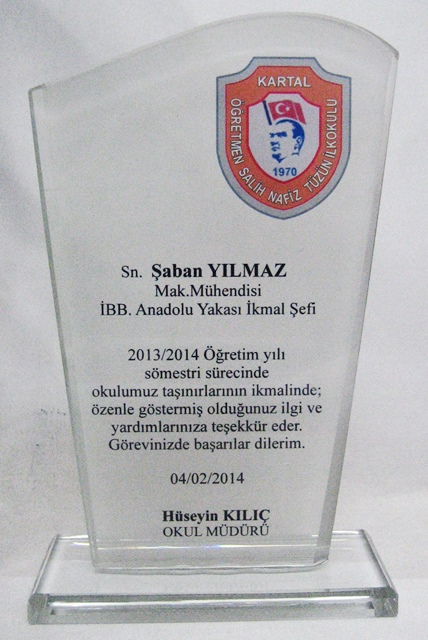 KARTAL
ÖĞRETMEN SALİH NAFİZ TÜZÜN İLKOKULU
1970
Sn. Şaban YILMAZ
Mak.Mühendisi
İBB. Anadolu Yakası İkmal Şefi
2013/2014 Öğretim yılı
sömestri sürecinde
okulumuz taşınırlarının ikmalinde;
özenle göstermiş olduğunuz ilgi ve
yardımlarınıza teşekkür eder.
Görevinizde başarılar dilerim.
04/02/2014
Hüseyin KILIÇ
OKUL MÜDÜRÜ